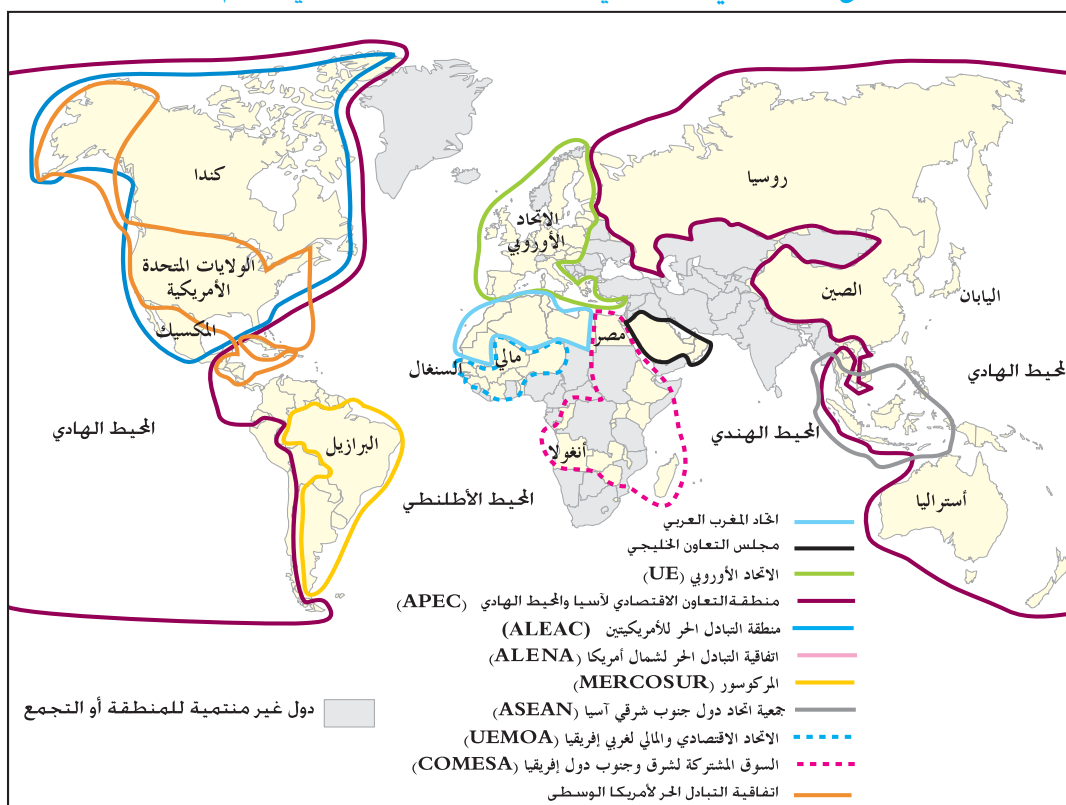 كندا
روسيا
الاتحاد
الأوروبي
الولايات المتحدة
الأمريكية
الصين
اليابان
المكسيك
مصر
مالي
السنغال
المحيط الهادي
المحيط الهادي
البرازيل
المحيط الهندي
أنغولا
المحيط الأطلنطي
أستراليا
اتحاد المغرب العربي
مجلس التعاون الخليجي
الاتحاد الأوروبي (UE)
منطقة التعاون الاقتصادي لآسيا والمحيط الهادي (APEC)
منطقة التبادل الحر للأمريكيتين (ALEAC)
اتفاقية التبادل الحر لشمال أمريكا (ALENA)
المركوسور (MERCOSUR)
جمعية اتحاد دول جنوب شرقي آسيا (ASEAN)
الاتحاد الاقتصادي والمالي لغربي إفريقيا (UEMOA)
السوق المشتركة لشرق وجنوب دول إفريقيا (COMESA)
اتفاقية التبادل الحر لأمريكا الوسطى
دول غير منتمية للمنطقة أو التجمع